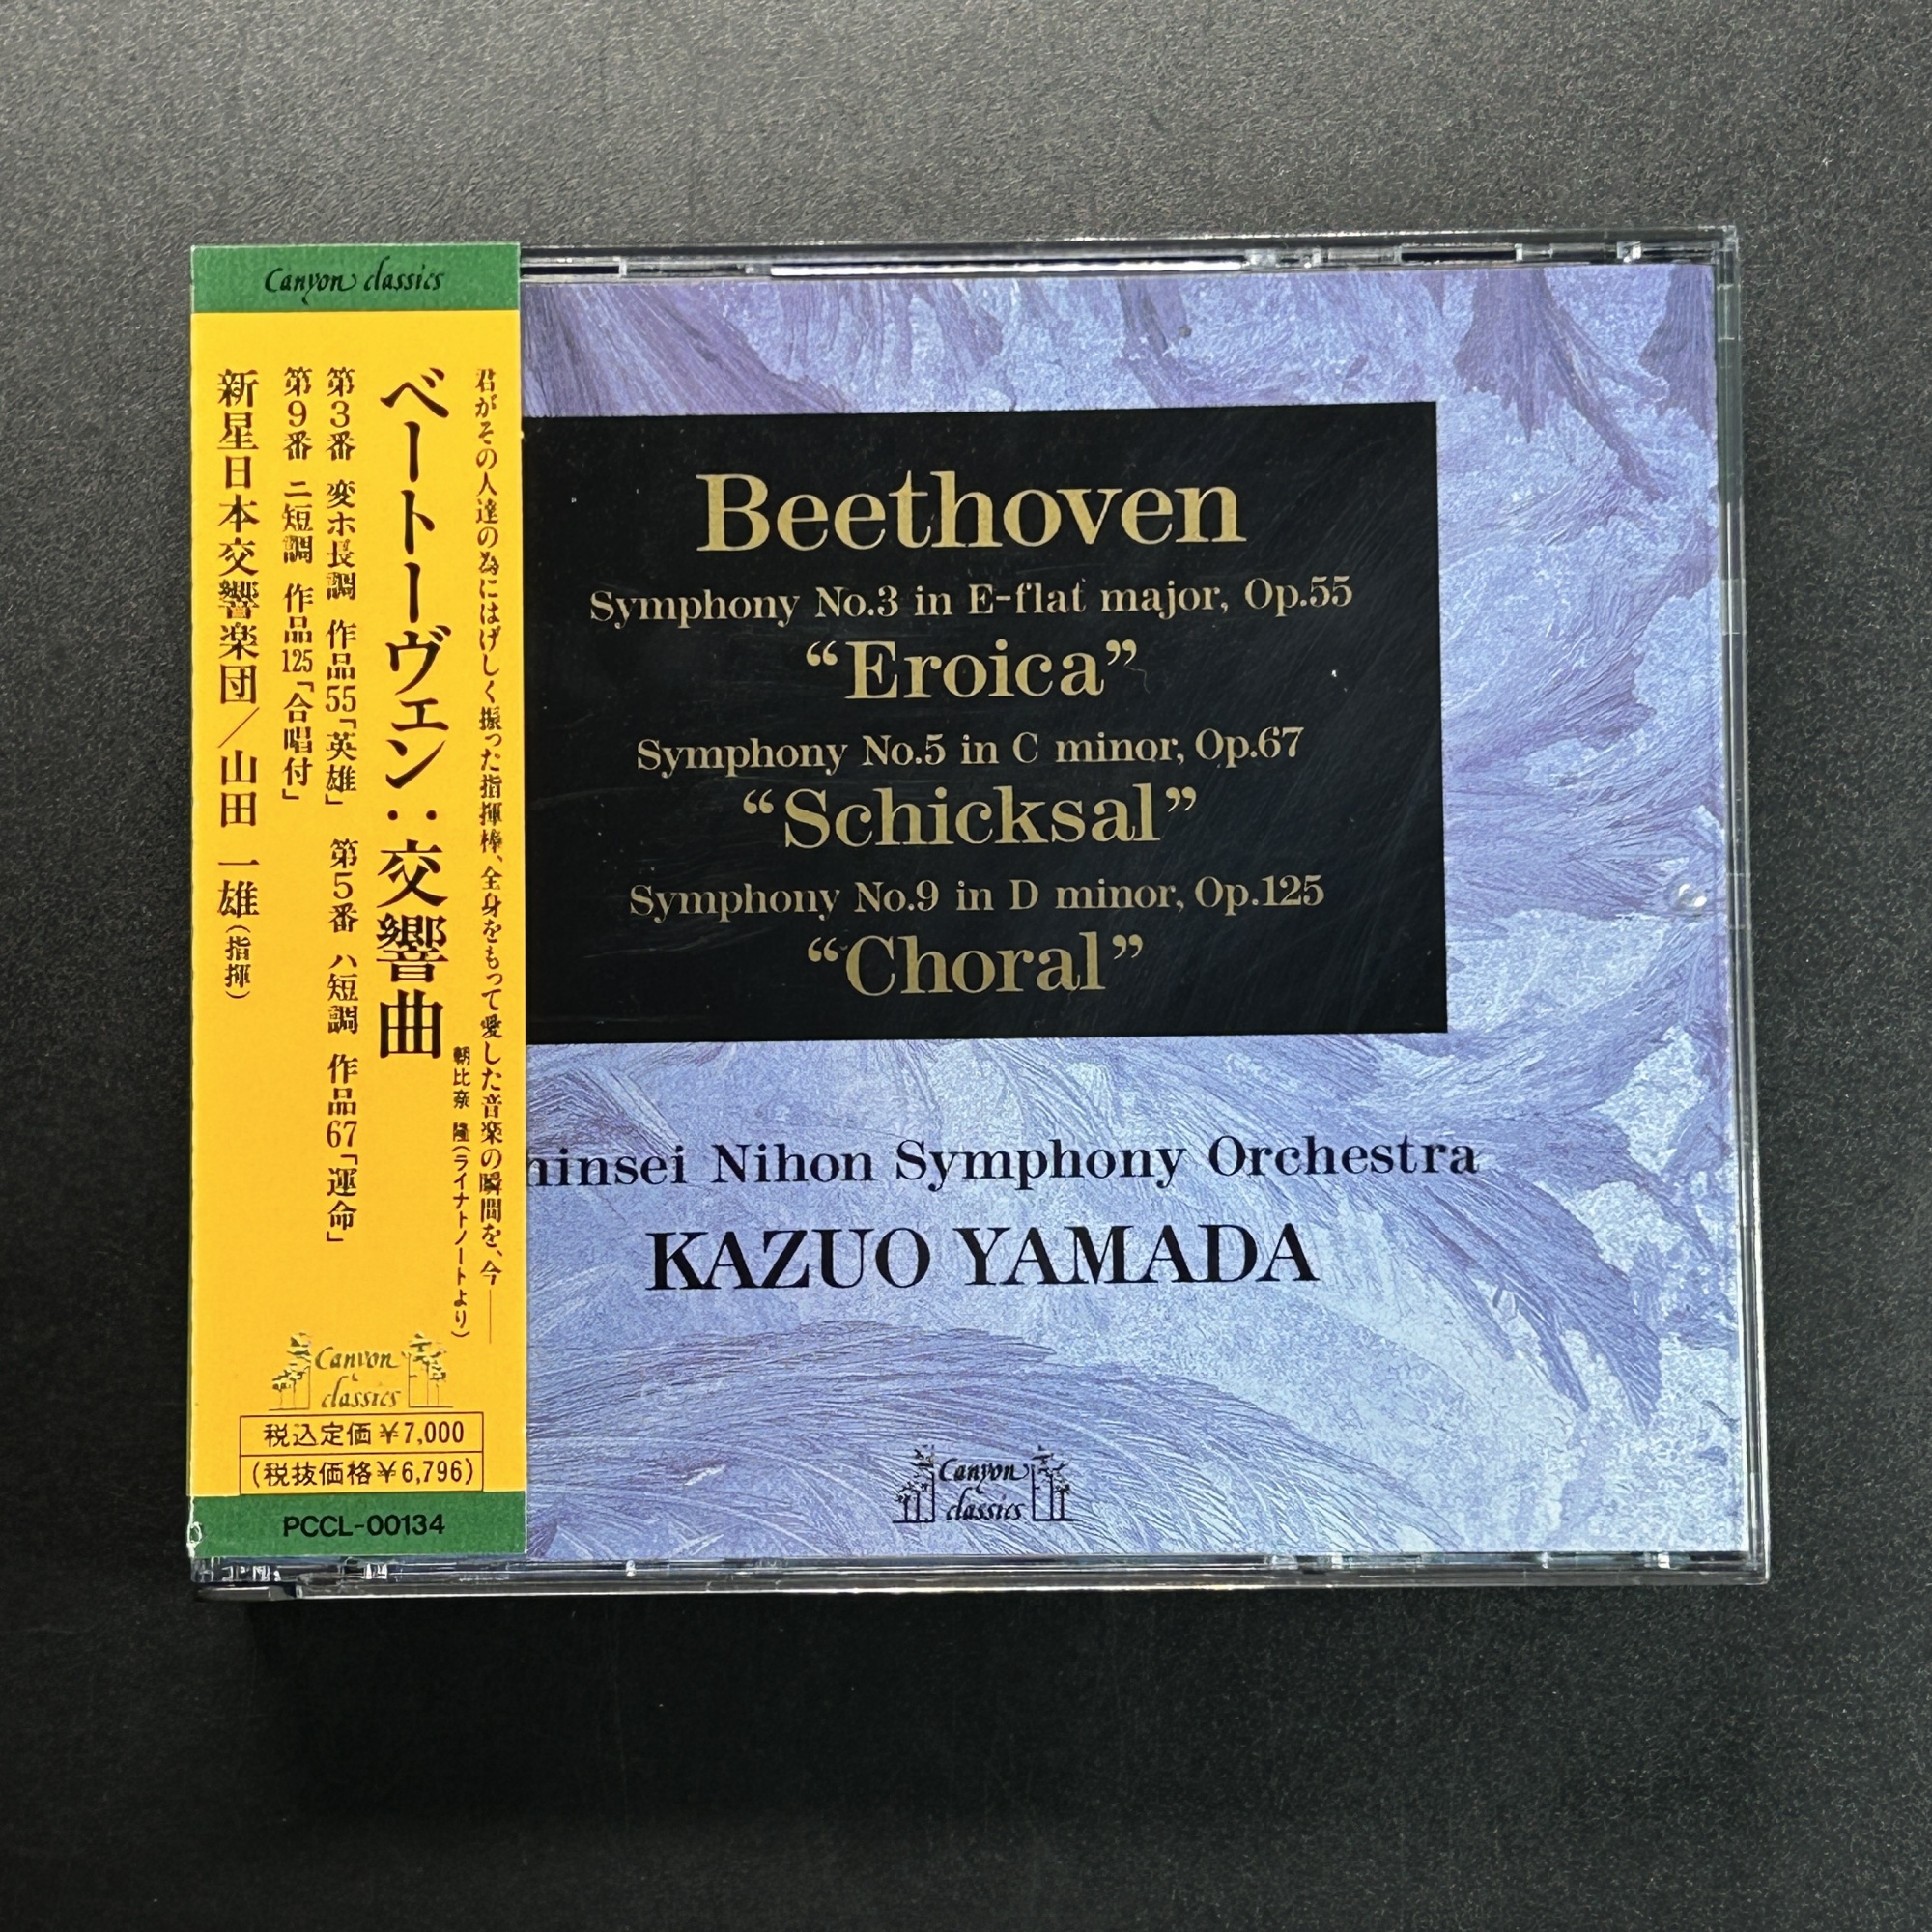 Canyon classics
君がその人達の為にはげしく振った指揮棒、全身をもって愛した音楽の瞬間を、今――
朝比奈 隆(ライナトノートより)
ベートーヴェン:交響曲
第3番 変ホ長調 作品55「英雄」 第5番 ハ短調 作品67「運命」
第9番 ニ短調 作品125「合唱付」
新星日本交響楽団/山田 一雄(指揮)
Canyon
classics
税込定価¥7,000
(税抜価格¥6,796)
PCCL-00134
Beethoven
Symphony No.3 in E-flat major, Op.55
“Eroica”
Symphony No.5 in C minor, Op.67
“Schicksal”
Symphony No.9 in D minor, Op.125
“Choral”
hinsei Nihon Symphony Orchestra
KAZUO YAMADA
Canyon
classics